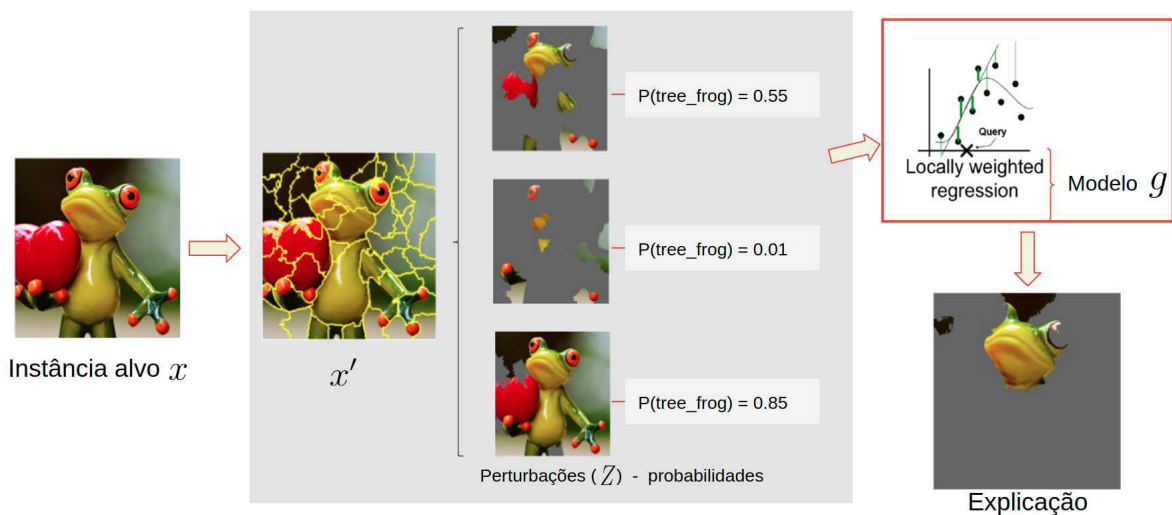 Instância alvo x
x′
P(tree_frog) = 0.55
P(tree_frog) = 0.01
P(tree_frog) = 0.85
Perturbações (Z) - probabilidades
Query
Locally weighted
regression
Modelo g
Explicação